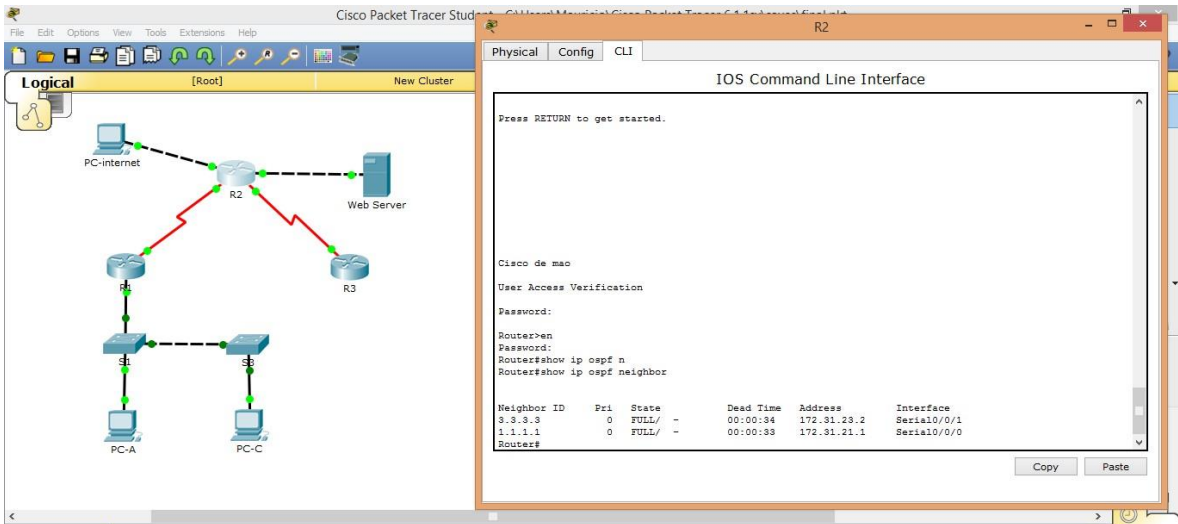 Cisco Packet Tracer Student
File Edit Options View Tools Extensions Help
Logical
[Root]
New Cluster
PC-internet
R2
Web Server
R1
R3
S1
S3
PC-A
PC-C
R2
Physical Config CLI
IOS Command Line Interface
Press RETURN to get started.
Cisco de mao
User Access Verification
Password:
Router>en
Password:
Router#show ip ospf n
Router#show ip ospf neighbor
Neighbor ID Pri State Dead Time Address Interface
3.3.3.3 0 FULL/ - 00:00:34 172.31.23.2 Serial0/0/1
1.1.1.1 0 FULL/ - 00:00:33 172.31.21.1 Serial0/0/0
Router#
Copy Paste